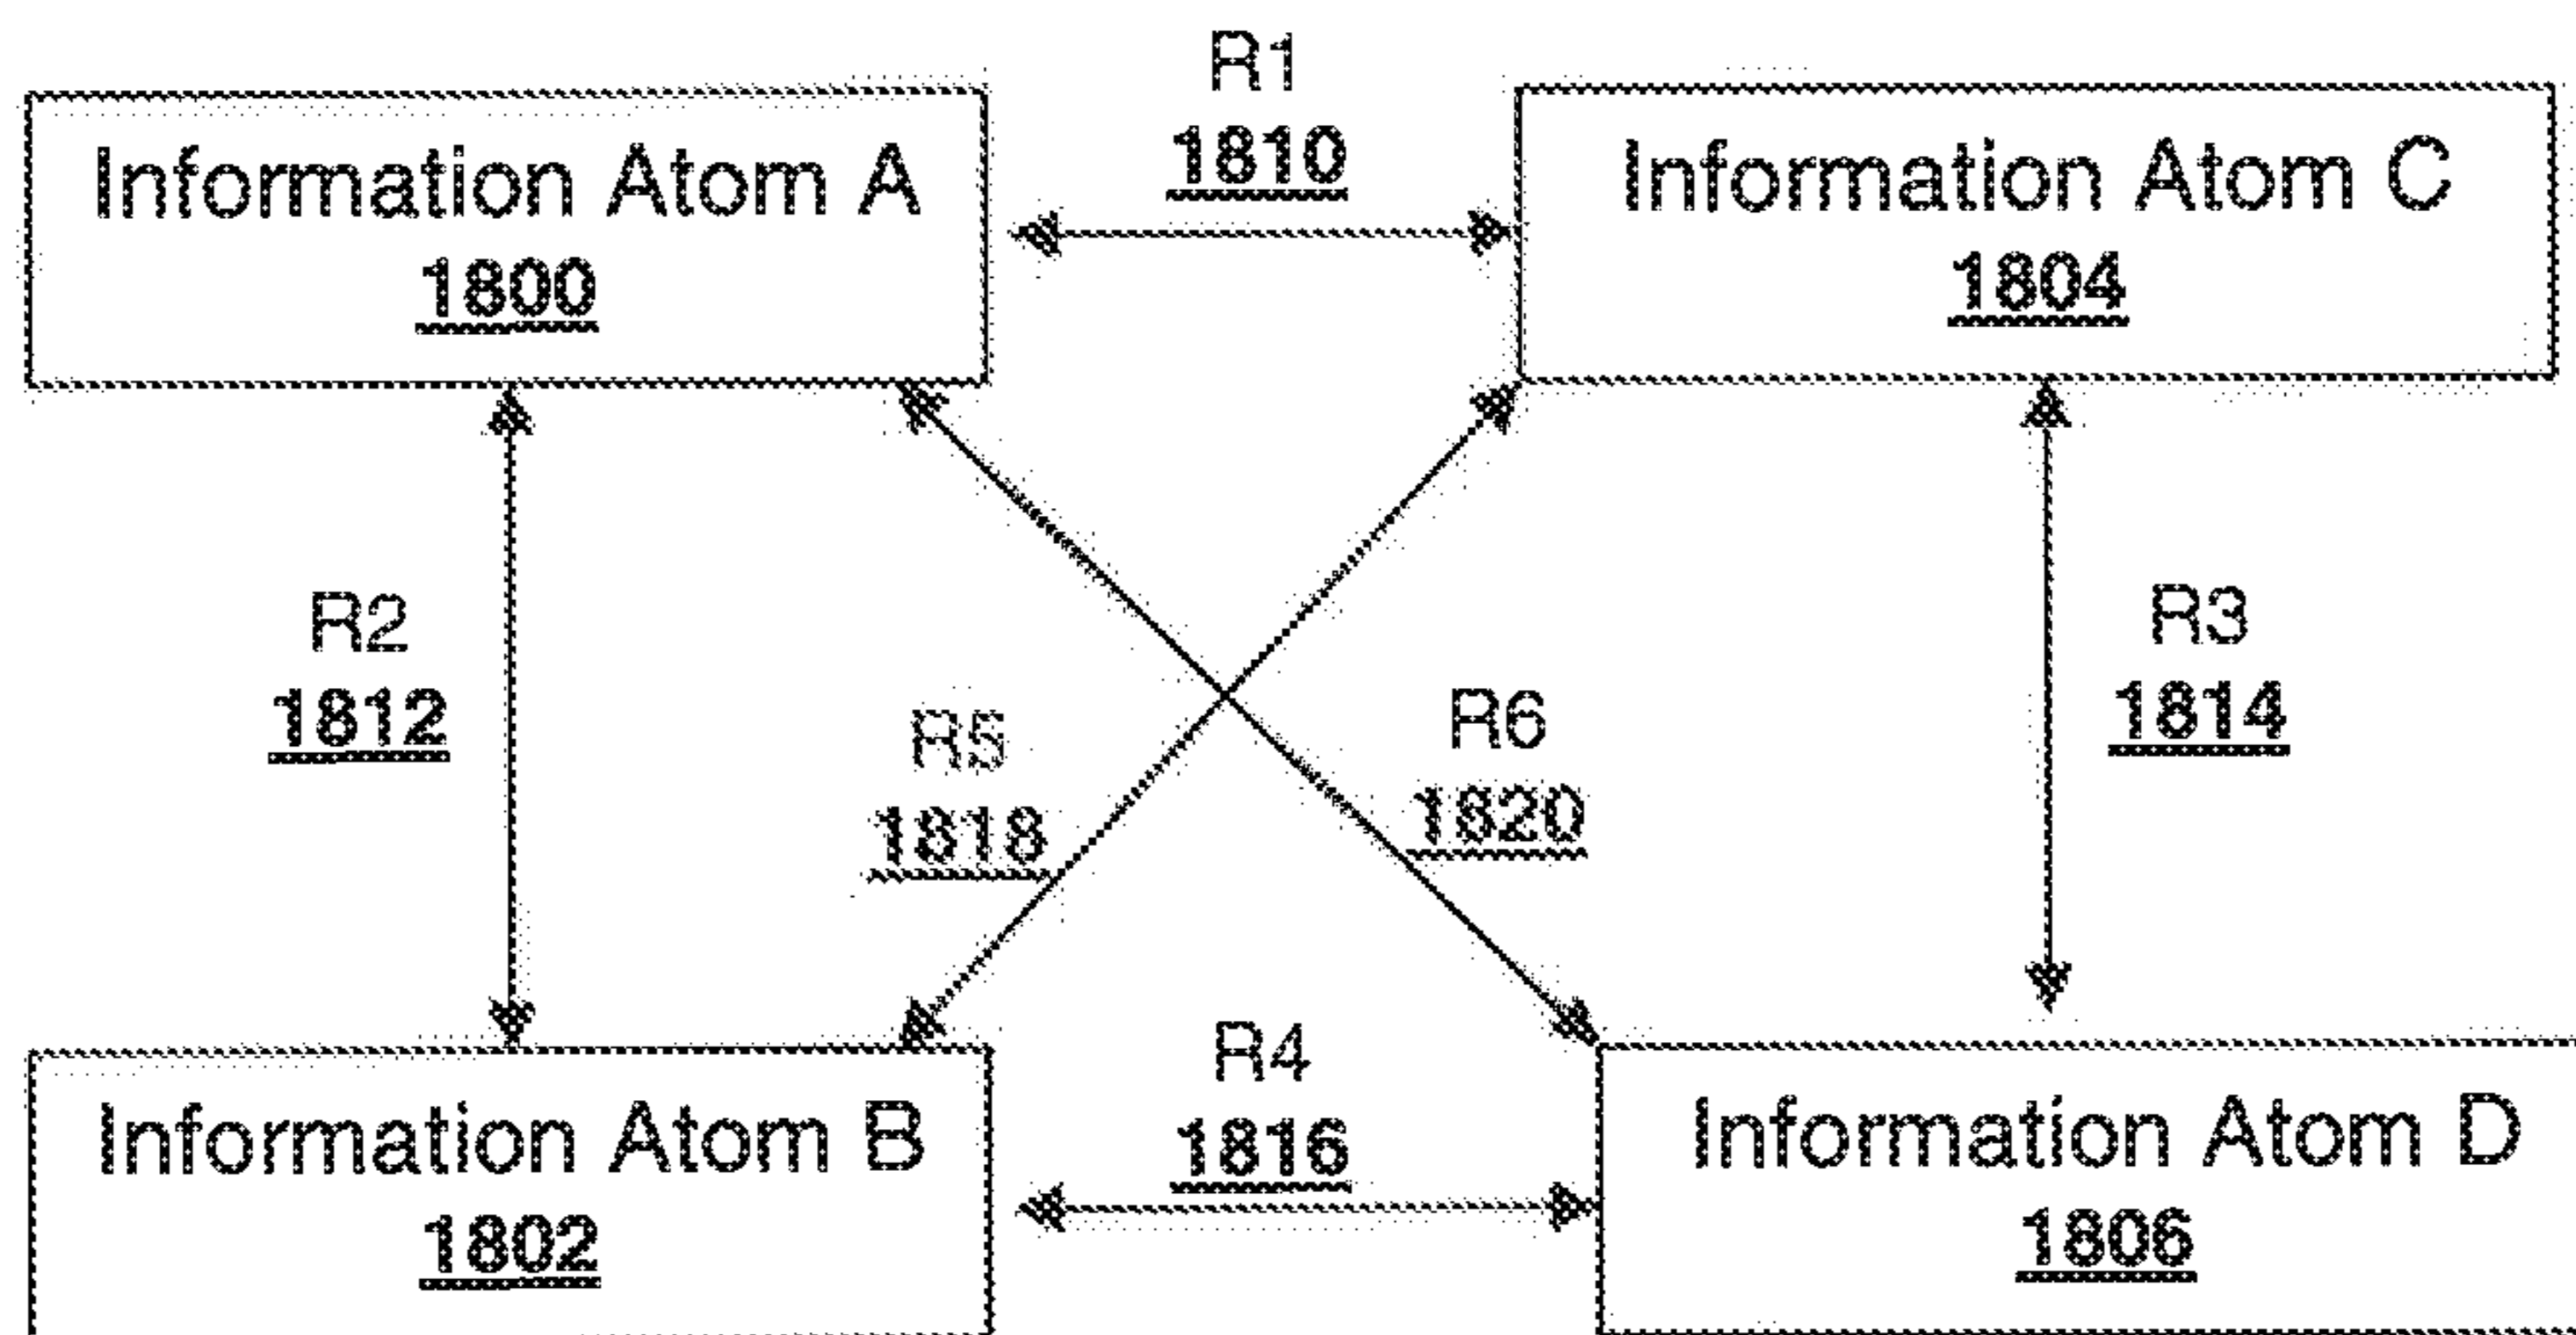 R1
1810
Information Atom A
1800
Information Atom C
1804
R2
1812
R5
1818
R6
1820
R3
1814
R4
1816
Information Atom B
1802
Information Atom D
1806